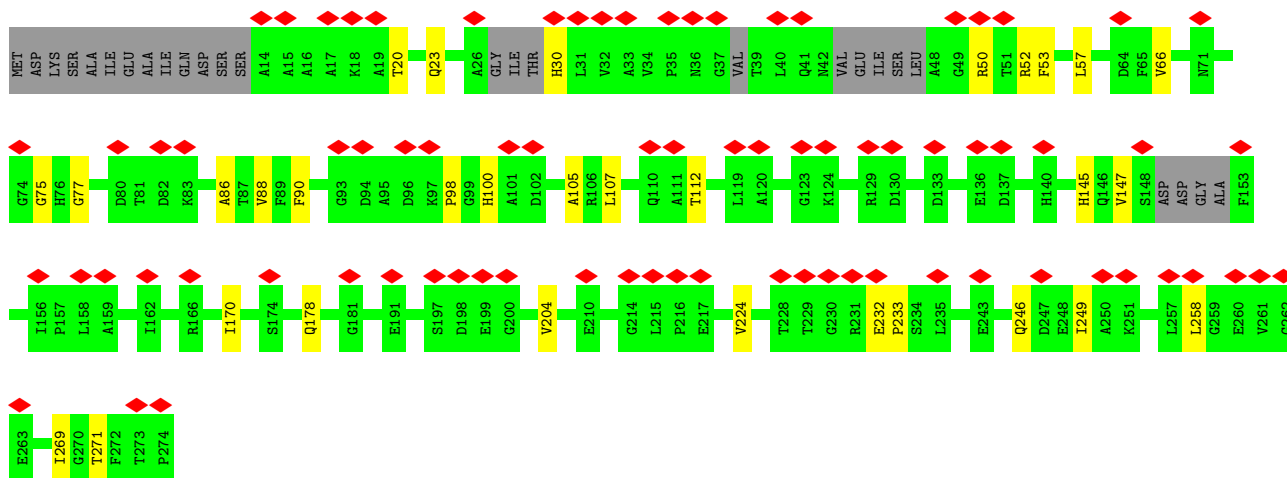 MET ASP LYS SER ALA ILE GLU ALA ILE GLN ASP SER SER A14 A15 A16 A17 K18 A19 T20 Q23 A26 GLY ILE THR H30 L31 V32 A33 V34 P35 N36 G37 VAL T39 L40 Q41 N42 VAL GLU ILE SER LEU A48 G49 R50 T51 R52 F53 L57 D64 F65 V66 N71
G74 G75 H76 G77 D80 T81 D82 K83 A86 T87 V88 F89 F90 G93 D94 A95 D96 K97 P98 G99 H100 A101 D102 A105 R106 L107 Q110 A111 T112 L119 A120 G123 K124 R129 D130 D133 E136 D137 H140 H145 Q146 V147 S148 ASP ASP GLY ALA F153
I156 P157 L158 A159 I162 R166 I170 S174 Q178 G181 E191 S197 D198 E199 G200 V204 E210 G214 L215 P216 E217 V224 T228 T229 G230 R231 E232 P233 S234 L235 E243 Q246 D247 E248 I249 A250 K251 L257 L258 G259 E260 V261 G262
E263 I269 G270 T271 F272 T273 P274